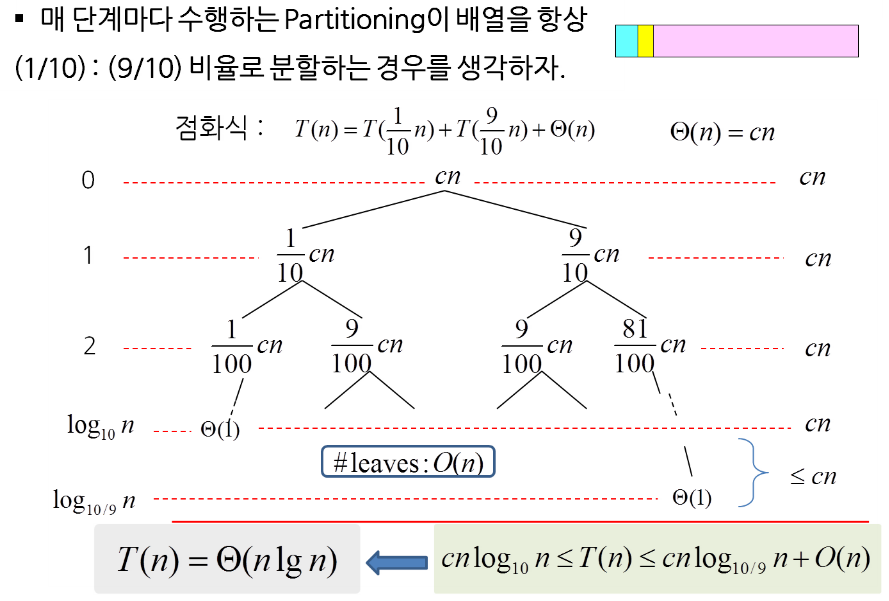 ▪ 매 단계마다 수행하는 Partitioning이 배열을 항상
(1/10) : (9/10) 비율로 분할하는 경우를 생각하자.
점화식 : T(n) = T(1/10 n) + T(9/10 n) + Θ(n) Θ(n) = cn
0 cn cn
1 1/10 cn 9/10 cn cn
2 1/100 cn 9/100 cn 9/100 cn 81/100 cn cn
log₁₀ n Θ(1) cn
#leaves: O(n)
≤ cn
log₁₀/₉ n Θ(1)
T(n) = Θ(n lg n) cn log₁₀ n ≤ T(n) ≤ cn log₁₀/₉ n + O(n)